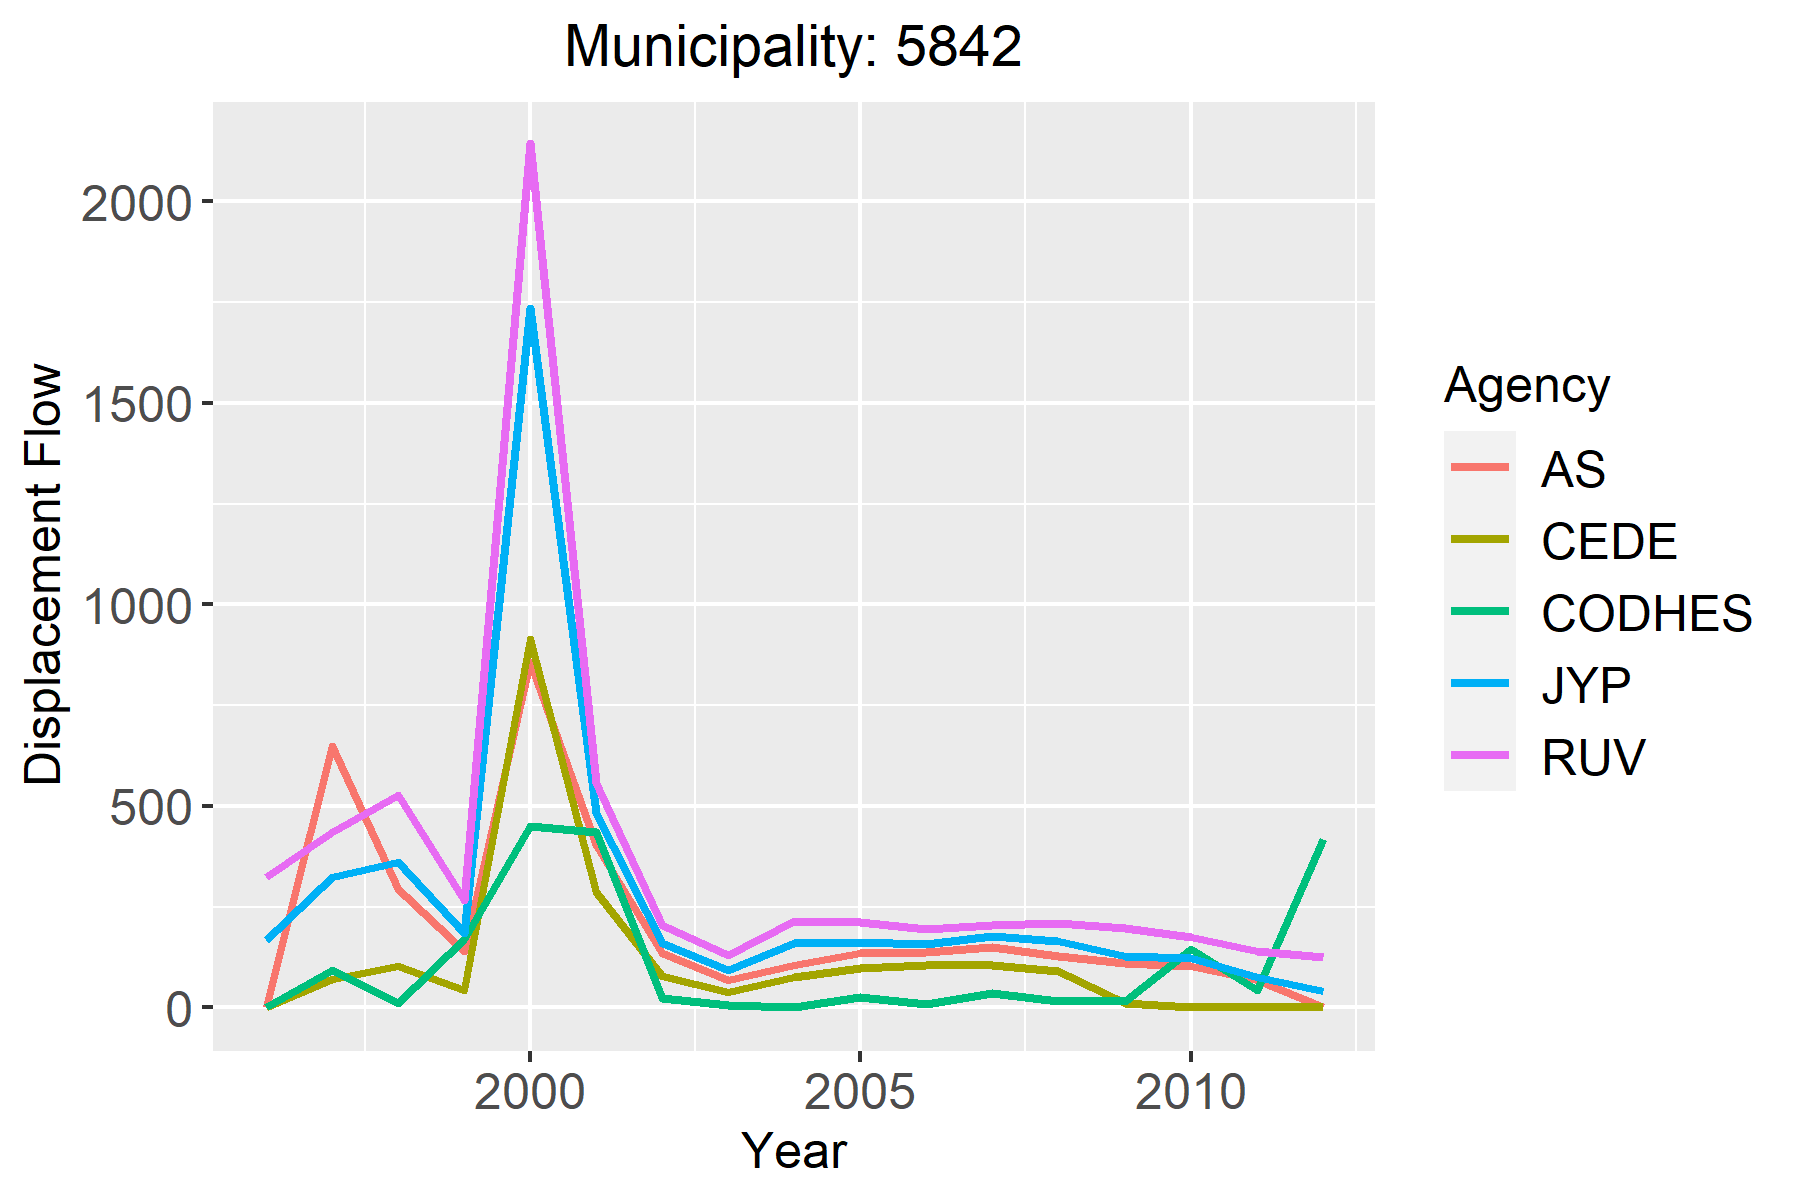 Municipality: 5842
Displacement Flow
2000
1500
1000
500
0
2000 2005 2010
Year
Agency
AS
CEDE
CODHES
JYP
RUV